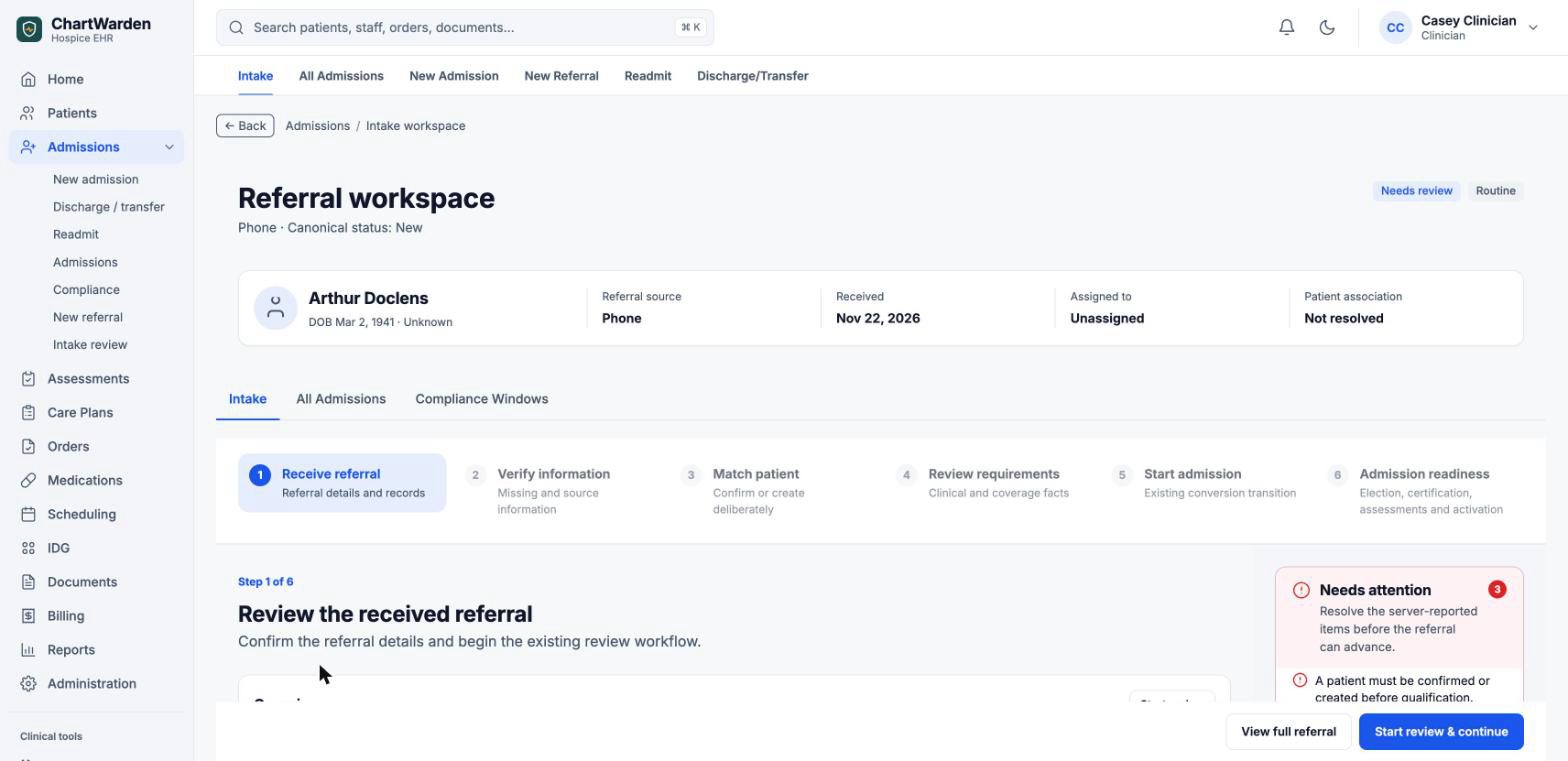 ChartWarden
Hospice EHR
Search patients, staff, orders, documents...
⌘ K
CC
Casey Clinician
Clinician
Home
Patients
Admissions
New admission
Discharge / transfer
Readmit
Admissions
Compliance
New referral
Intake review
Assessments
Care Plans
Orders
Medications
Scheduling
IDG
Documents
Billing
Reports
Administration
Clinical tools
Intake
All Admissions
New Admission
New Referral
Readmit
Discharge/Transfer
← Back
Admissions / Intake workspace
Referral workspace
Phone · Canonical status: New
Needs review
Routine
Arthur Doclens
DOB Mar 2, 1941 · Unknown
Referral source
Phone
Received
Nov 22, 2026
Assigned to
Unassigned
Patient association
Not resolved
Intake
All Admissions
Compliance Windows
1
Receive referral
Referral details and records
2
Verify information
Missing and source
information
3
Match patient
Confirm or create
deliberately
4
Review requirements
Clinical and coverage facts
5
Start admission
Existing conversion transition
6
Admission readiness
Election, certification,
assessments and activation
Step 1 of 6
Review the received referral
Confirm the referral details and begin the existing review workflow.
Needs attention
3
Resolve the server-reported
items before the referral
can advance.
A patient must be confirmed or
created before qualification.
View full referral
Start review & continue